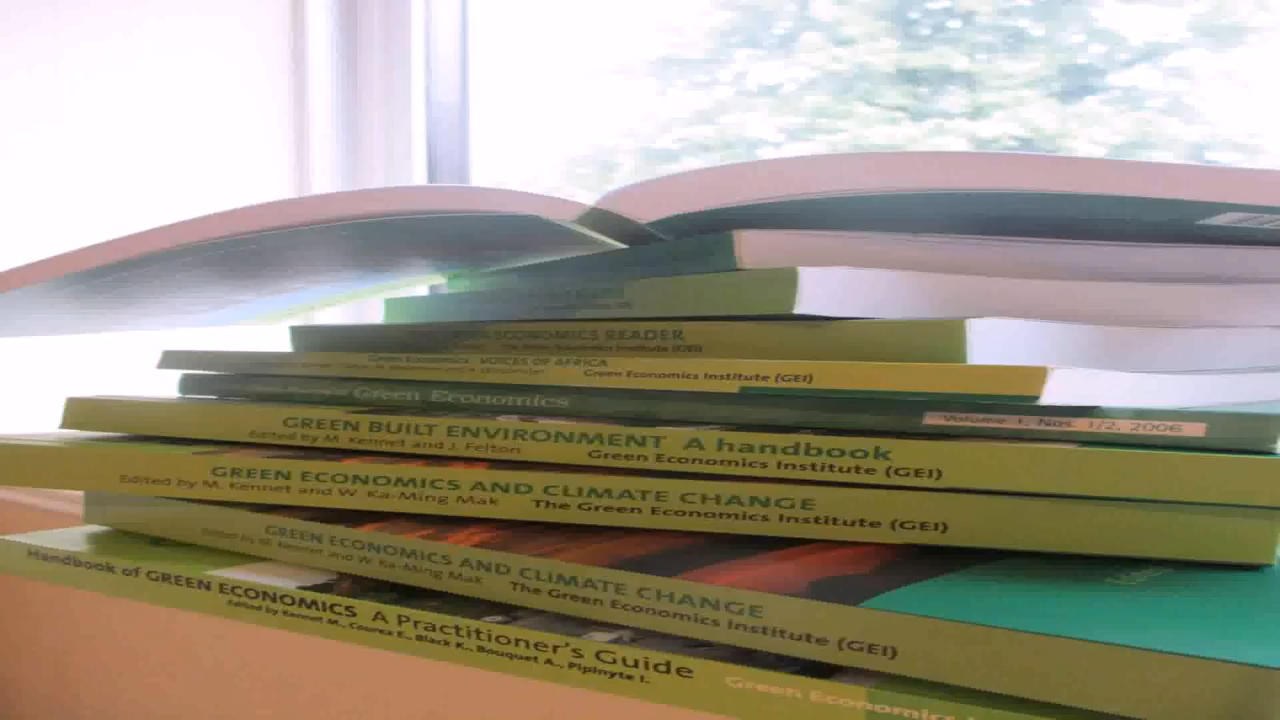 ECONOMICS READER
Green Economics Institute (GEI)
Green Economics VOICES OF AFRICA
Green Economics Institute (GEI)
Green Economics
Volume 1, Nos. 1/2, 2006
GREEN BUILT ENVIRONMENT A handbook
Edited by M. Kennet and J. Felton Green Economics Institute (GEI)
GREEN ECONOMICS AND CLIMATE CHANGE
Edited by M. Kennet and W. Ka-Ming Mak The Green Economics Institute (GEI)
GREEN ECONOMICS AND CLIMATE CHANGE
Edited by M. Kennet and W. Ka-Ming Mak The Green Economics Institute (GEI)
Handbook of GREEN ECONOMICS A Practitioner's Guide
Edited by Kennet M., Courea E., Black K., Bouquet A., Pipinyte I.
Green Economics